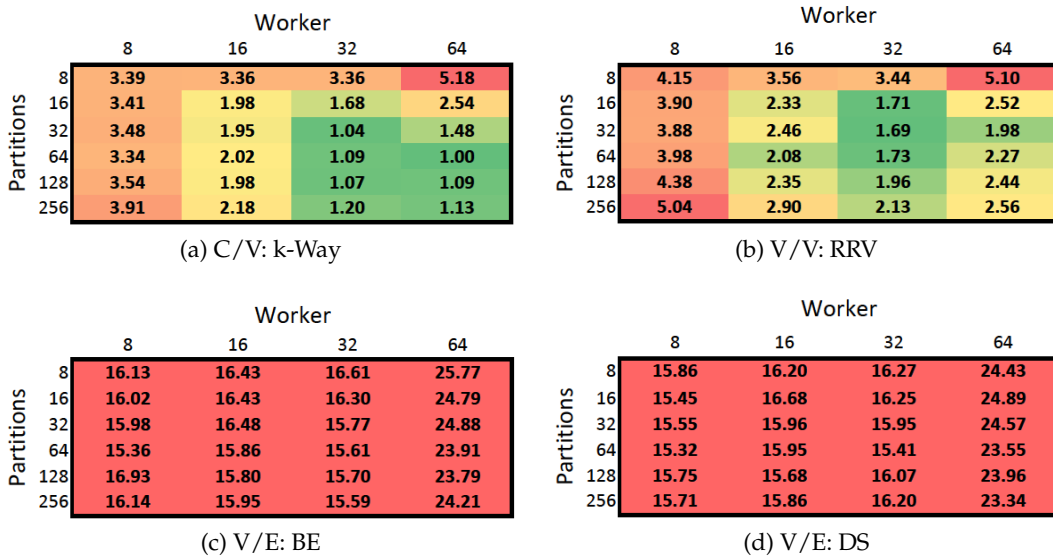 Worker
8 16 32 64
Partitions
8 3.39 3.36 3.36 5.18
16 3.41 1.98 1.68 2.54
32 3.48 1.95 1.04 1.48
64 3.34 2.02 1.09 1.00
128 3.54 1.98 1.07 1.09
256 3.91 2.18 1.20 1.13
(a) C/V: k-Way
Worker
8 16 32 64
Partitions
8 4.15 3.56 3.44 5.10
16 3.90 2.33 1.71 2.52
32 3.88 2.46 1.69 1.98
64 3.98 2.08 1.73 2.27
128 4.38 2.35 1.96 2.44
256 5.04 2.90 2.13 2.56
(b) V/V: RRV
Worker
8 16 32 64
Partitions
8 16.13 16.43 16.61 25.77
16 16.02 16.43 16.30 24.79
32 15.98 16.48 15.77 24.88
64 15.36 15.86 15.61 23.91
128 16.93 15.80 15.70 23.79
256 16.14 15.95 15.59 24.21
(c) V/E: BE
Worker
8 16 32 64
Partitions
8 15.86 16.20 16.27 24.43
16 15.45 16.68 16.25 24.89
32 15.55 15.96 15.95 24.57
64 15.32 15.95 15.41 23.55
128 15.75 15.68 16.07 23.96
256 15.71 15.86 16.20 23.34
(d) V/E: DS